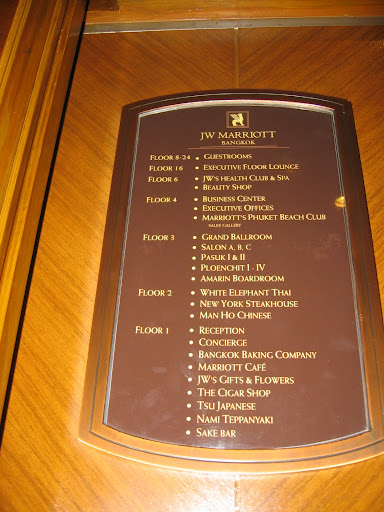 JW MARRIOTT
BANGKOK
FLOOR 8-24 • GUESTROOMS
FLOOR 16 • EXECUTIVE FLOOR LOUNGE
FLOOR 6 • JW'S HEALTH CLUB & SPA
• BEAUTY SHOP
FLOOR 4 • BUSINESS CENTER
• EXECUTIVE OFFICES
• MARRIOTT'S PHUKET BEACH CLUB
SALES GALLERY
FLOOR 3 • GRAND BALLROOM
• SALON A, B, C
• PASUK I & II
• PLOENCHIT I - IV
• AMARIN BOARDROOM
FLOOR 2 • WHITE ELEPHANT THAI
• NEW YORK STEAKHOUSE
• MAN HO CHINESE
FLOOR 1 • RECEPTION
• CONCIERGE
• BANGKOK BAKING COMPANY
• MARRIOTT CAFÉ
• JW'S GIFTS & FLOWERS
• THE CIGAR SHOP
• TSU JAPANESE
• NAMI TEPPANYAKI
• SAKE BAR